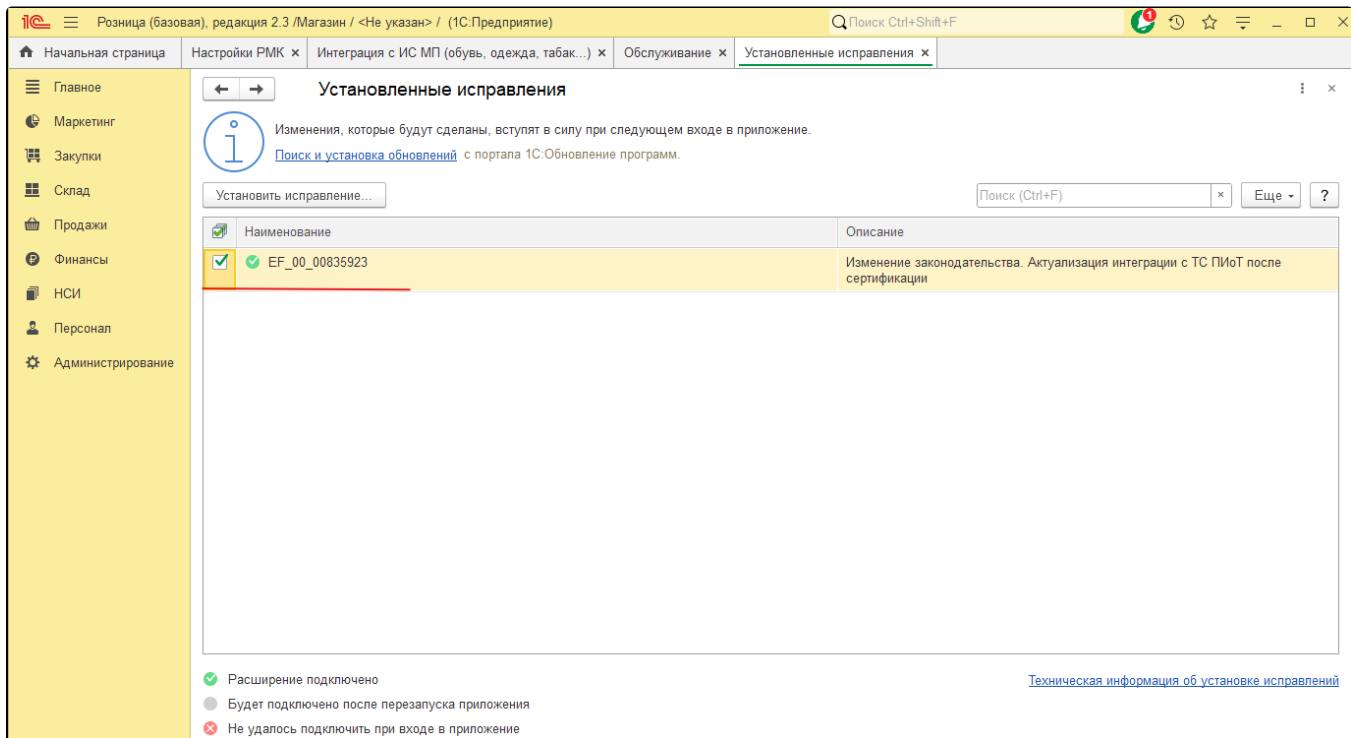 1С Розница (базовая), редакция 2.3 /Магазин / <Не указан> / (1С:Предприятие) Поиск Ctrl+Shift+F 1
Начальная страница Настройки РМК × Интеграция с ИС МП (обувь, одежда, табак...) × Обслуживание × Установленные исправления ×
Главное
Маркетинг
Закупки
Склад
Продажи
Финансы
НСИ
Персонал
Администрирование
Установленные исправления
Изменения, которые будут сделаны, вступят в силу при следующем входе в приложение.
Поиск и установка обновлений с портала 1С:Обновление программ.
Установить исправление... Поиск (Ctrl+F) × Еще ?
Наименование Описание
EF_00_00835923 Изменение законодательства. Актуализация интеграции с ТС ПИоТ после
сертификации
Расширение подключено Техническая информация об установке исправлений
Будет подключено после перезапуска приложения
Не удалось подключить при входе в приложение